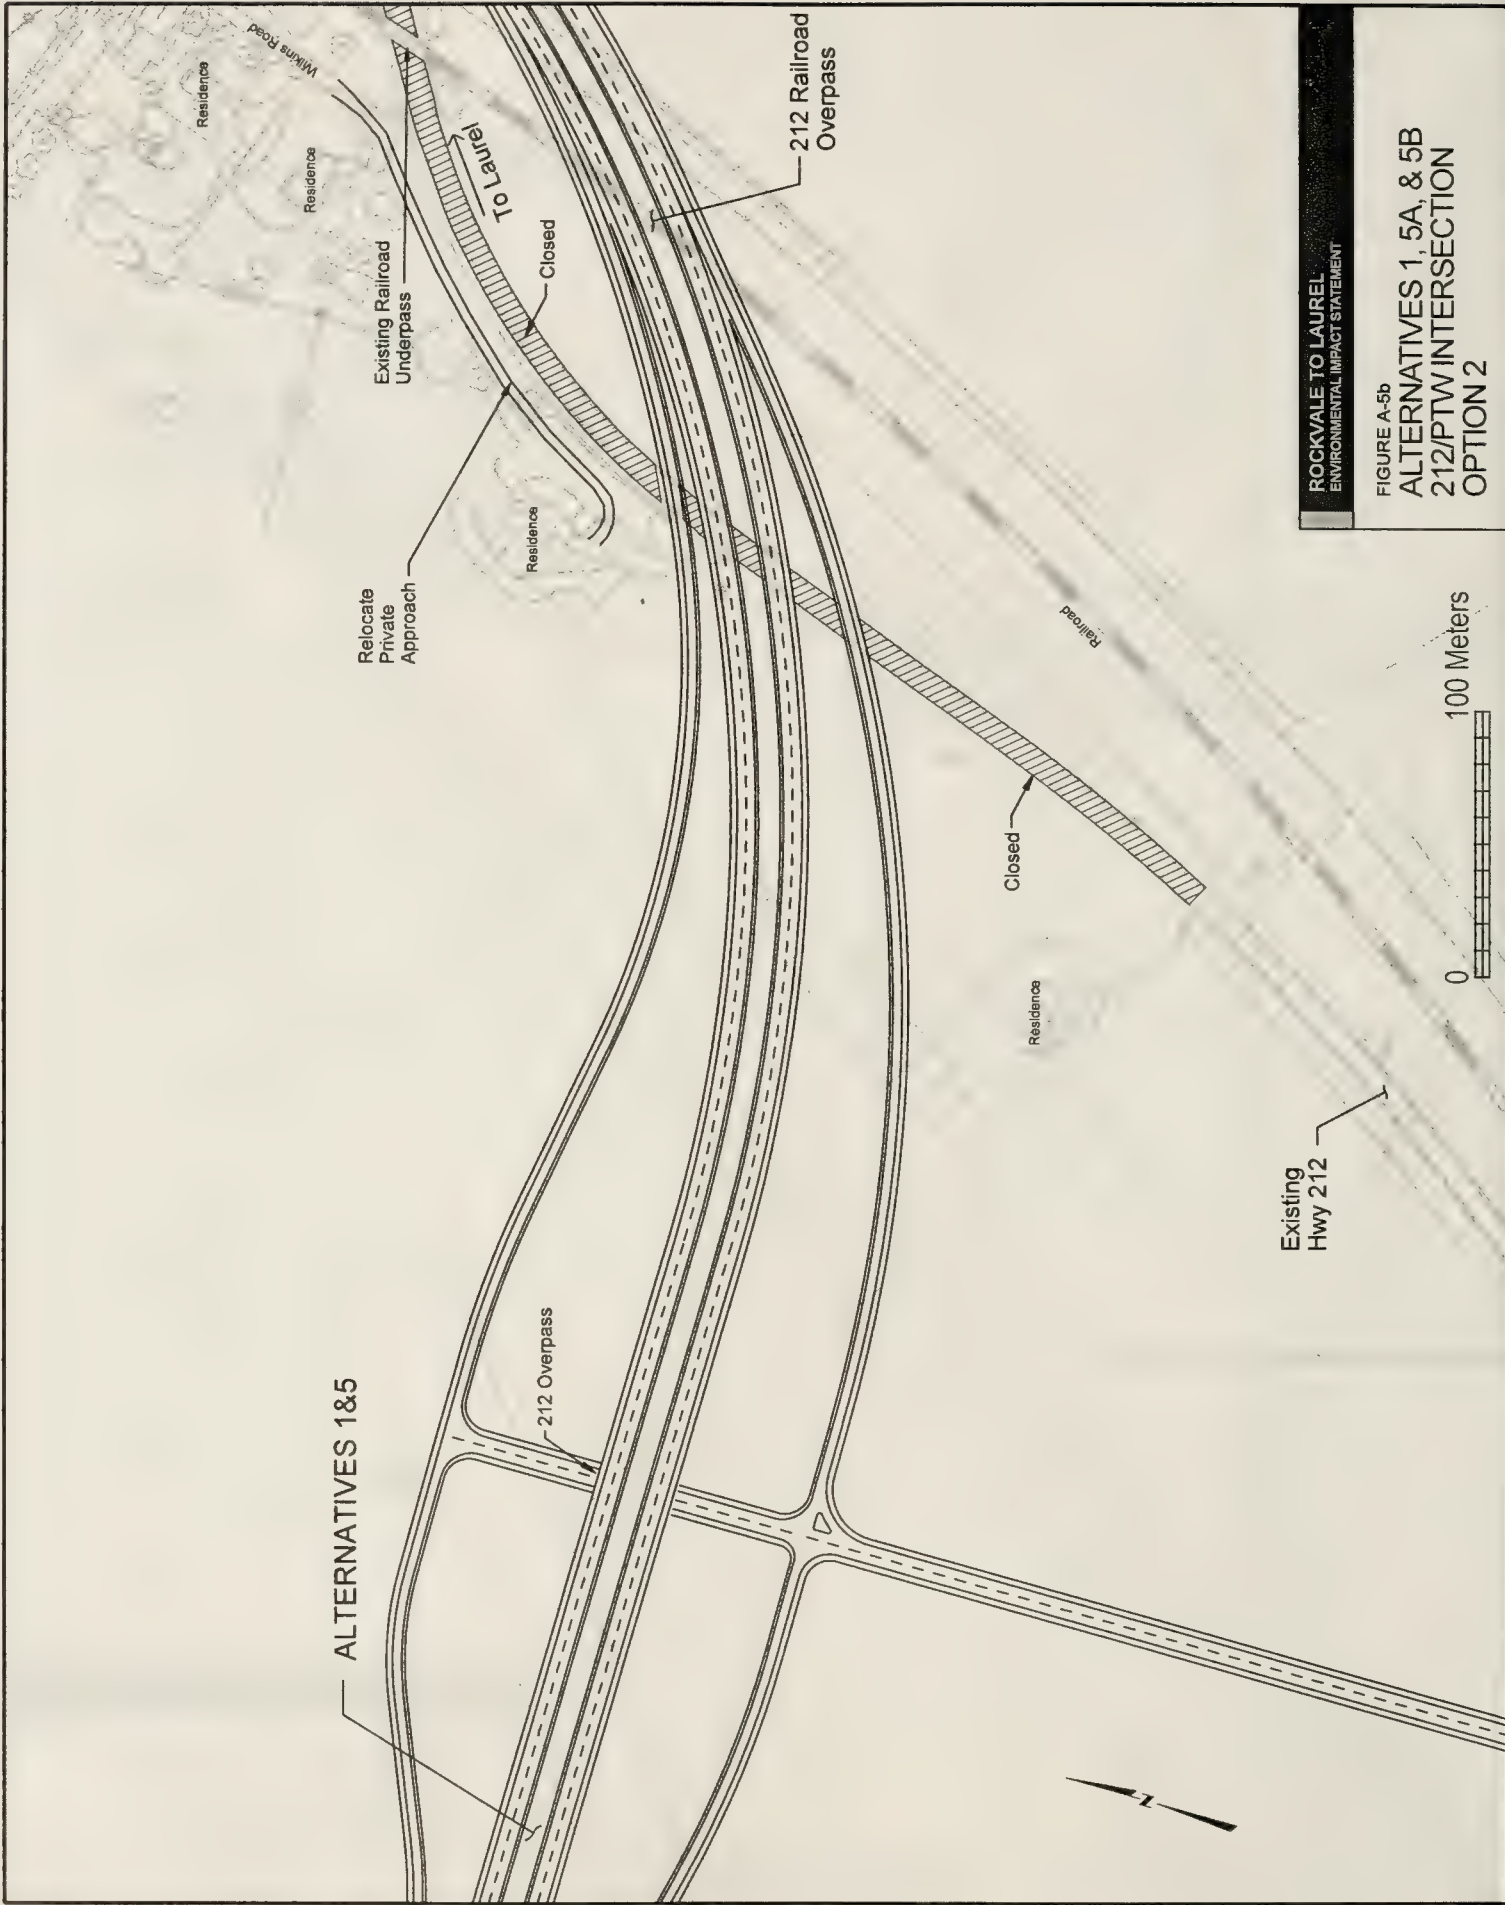 ALTERNATIVES 1&5
212 Overpass
Relocate
Private
Approach
Existing Railroad
Underpass
Residence
Residence
Wilkins Road
To Laurel
Closed
Residence
212 Railroad
Overpass
Railroad
Closed
Residence
Existing
Hwy 212
N
0
100 Meters
ROCKVALE TO LAUREL
ENVIRONMENTAL IMPACT STATEMENT
FIGURE A-5b
ALTERNATIVES 1, 5A, & 5B
212/PTW INTERSECTION
OPTION 2